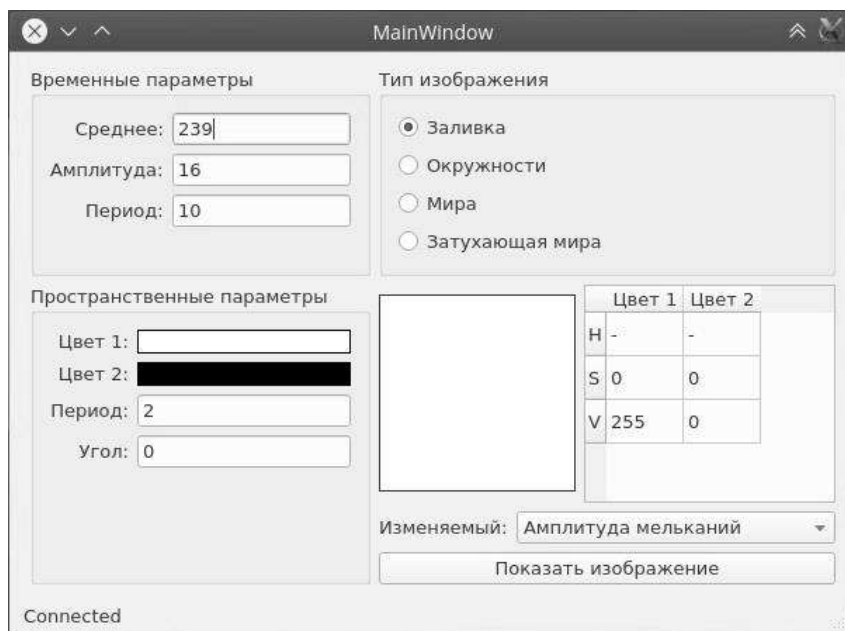 MainWindow
Временные параметры
Среднее: 239
Амплитуда: 16
Период: 10
Тип изображения
Заливка
Окружности
Мира
Затухающая мира
Пространственные параметры
Цвет 1:
Цвет 2:
Период: 2
Угол: 0
Цвет 1 Цвет 2
H - -
S 0 0
V 255 0
Изменяемый: Амплитуда мельканий
Показать изображение
Connected